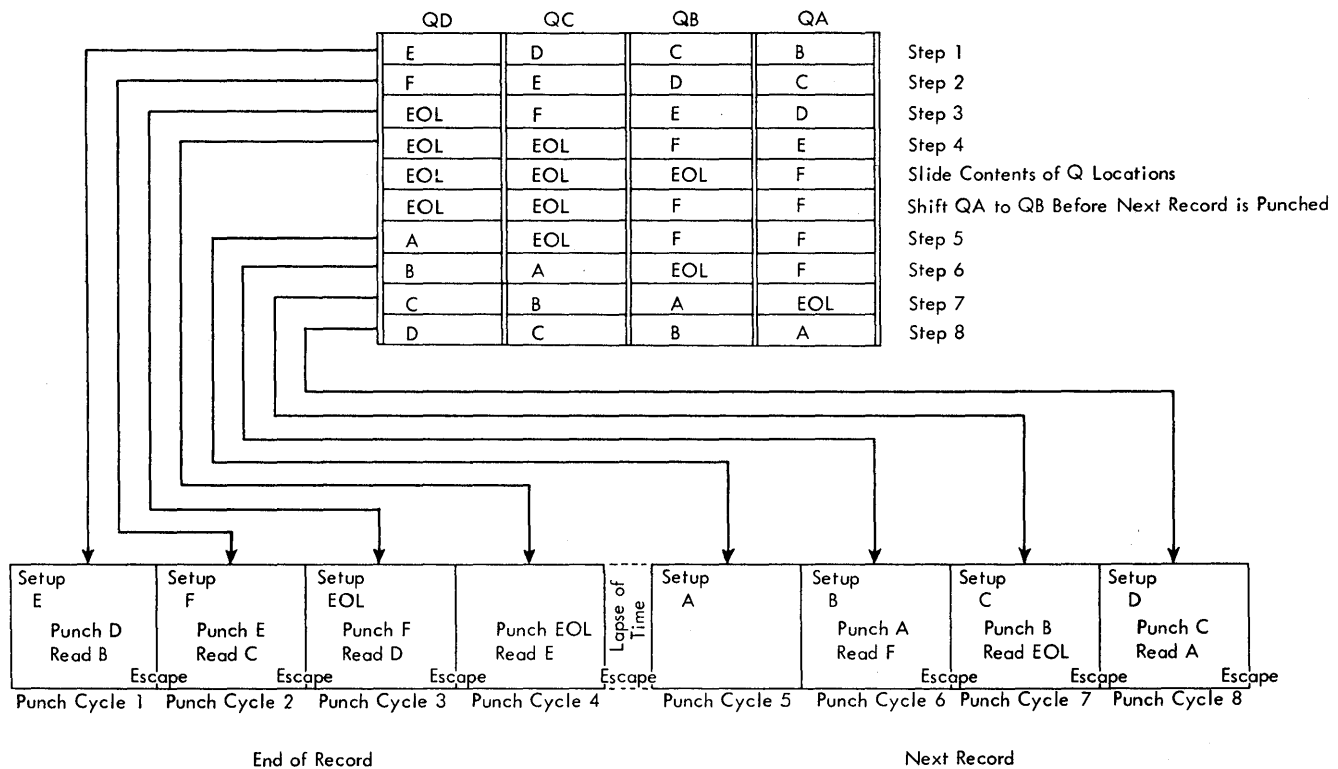 QD QC QB QA
E D C B Step 1
F E D C Step 2
EOL F E D Step 3
EOL EOL F E Step 4
EOL EOL EOL F Slide Contents of Q Locations
EOL EOL F F Shift QA to QB Before Next Record is Punched
A EOL F F Step 5
B A EOL F Step 6
C B A EOL Step 7
D C B A Step 8
Setup Setup Setup Lapse of Setup Setup Setup Setup
E F EOL Time A B C D
Punch D Punch E Punch F Punch EOL Punch A Punch B Punch C
Read B Read C Read D Read E Read F Read EOL Read A
Escape Escape Escape Escape Escape Escape Escape
Punch Cycle 1 Punch Cycle 2 Punch Cycle 3 Punch Cycle 4 Punch Cycle 5 Punch Cycle 6 Punch Cycle 7 Punch Cycle 8
End of Record Next Record